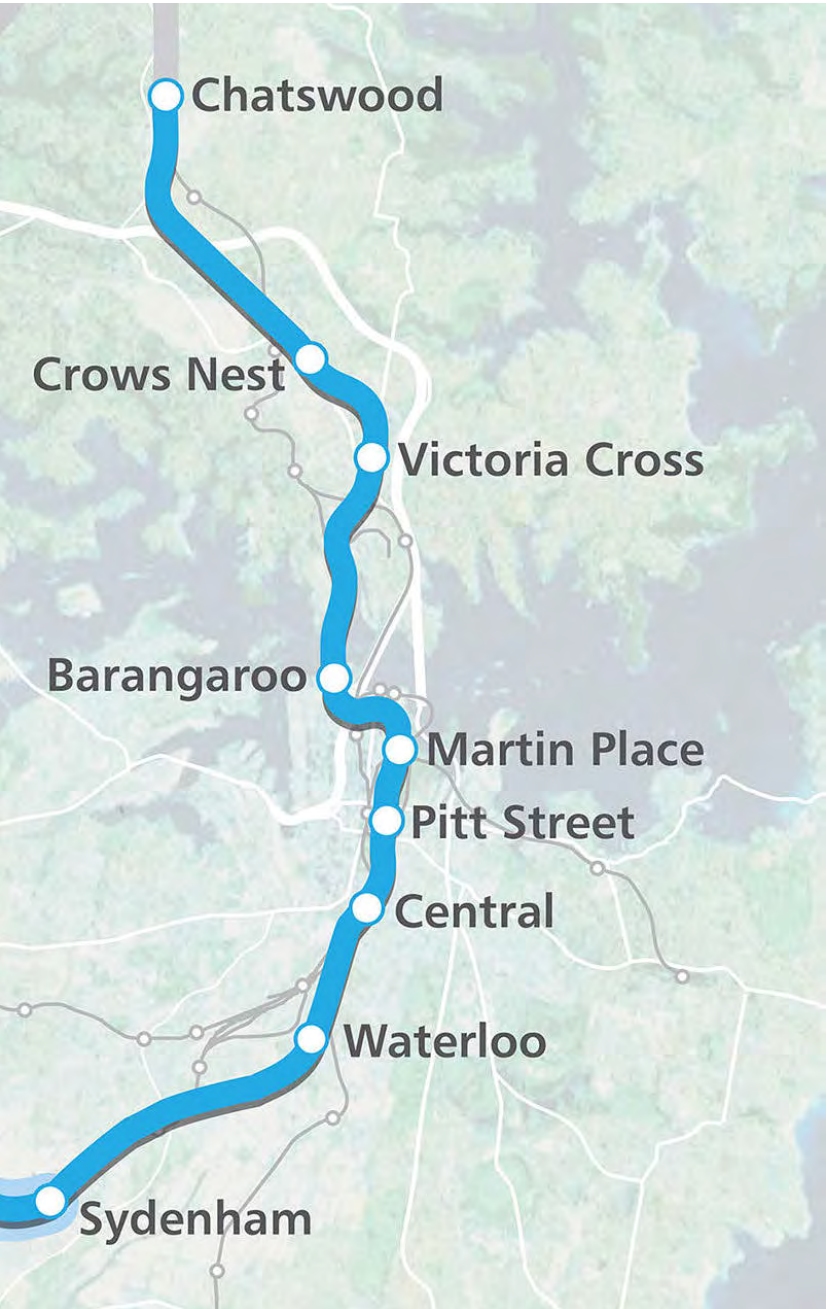 Chatswood
Crows Nest
Victoria Cross
Barangaroo
Martin Place
Pitt Street
Central
Waterloo
Sydenham